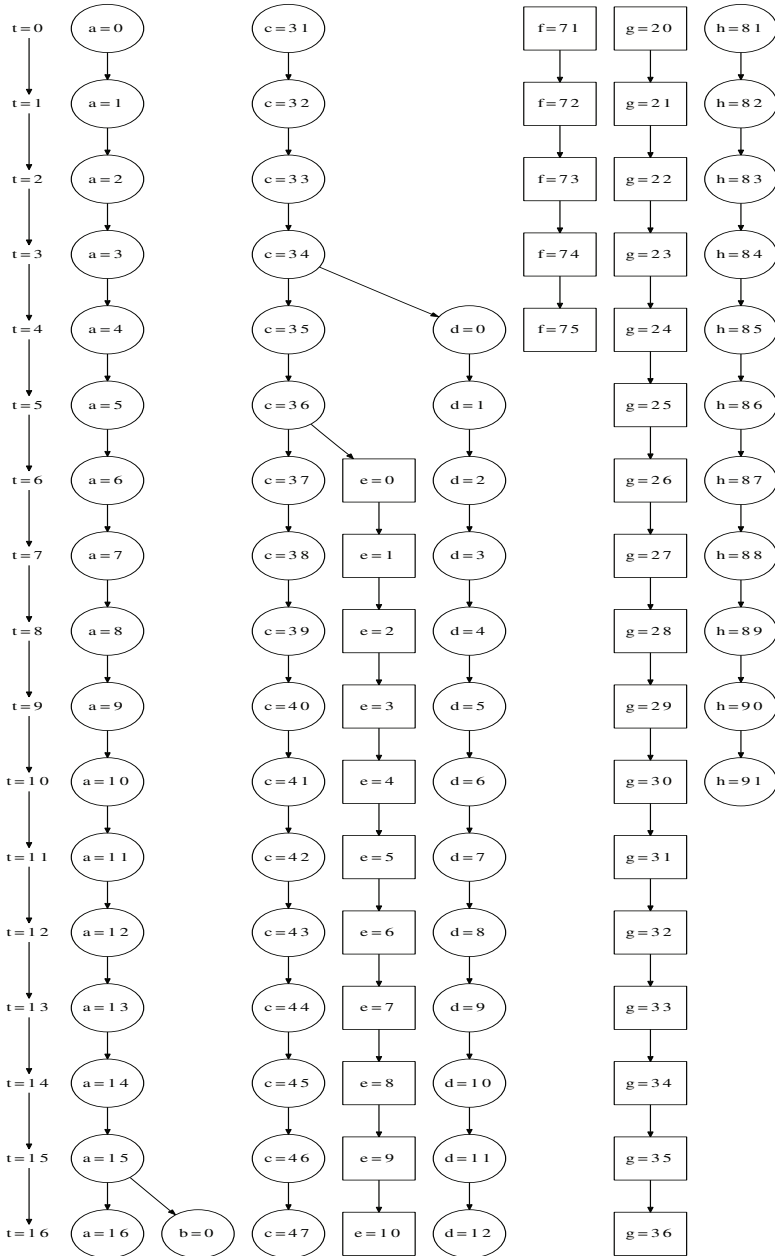 t=0 a=0 c=31 f=71 g=20 h=81
t=1 a=1 c=32 f=72 g=21 h=82
t=2 a=2 c=33 f=73 g=22 h=83
t=3 a=3 c=34 f=74 g=23 h=84
t=4 a=4 c=35 d=0 f=75 g=24 h=85
t=5 a=5 c=36 d=1 g=25 h=86
t=6 a=6 c=37 e=0 d=2 g=26 h=87
t=7 a=7 c=38 e=1 d=3 g=27 h=88
t=8 a=8 c=39 e=2 d=4 g=28 h=89
t=9 a=9 c=40 e=3 d=5 g=29 h=90
t=10 a=10 c=41 e=4 d=6 g=30 h=91
t=11 a=11 c=42 e=5 d=7 g=31
t=12 a=12 c=43 e=6 d=8 g=32
t=13 a=13 c=44 e=7 d=9 g=33
t=14 a=14 c=45 e=8 d=10 g=34
t=15 a=15 c=46 e=9 d=11 g=35
t=16 a=16 b=0 c=47 e=10 d=12 g=36